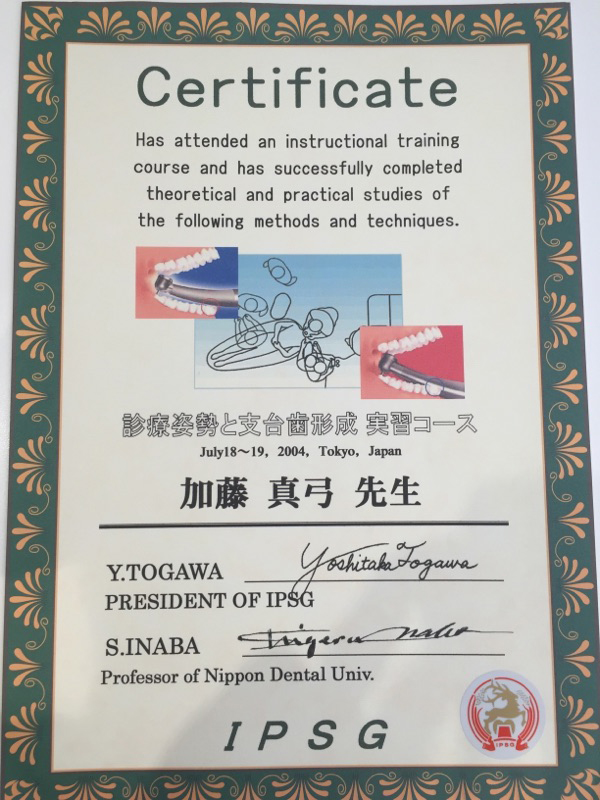 Certificate
Has attended an instructional training
course and has successfully completed
theoretical and practical studies of
the following methods and techniques.
診療姿勢と支台歯形成 実習コース
July18～19, 2004, Tokyo, Japan
加藤 真弓 先生
Y.TOGAWA Yoshitaka Togawa
PRESIDENT OF IPSG
S.INABA Shigeru Inaba
Professor of Nippon Dental Univ.
IPSG
IPSG